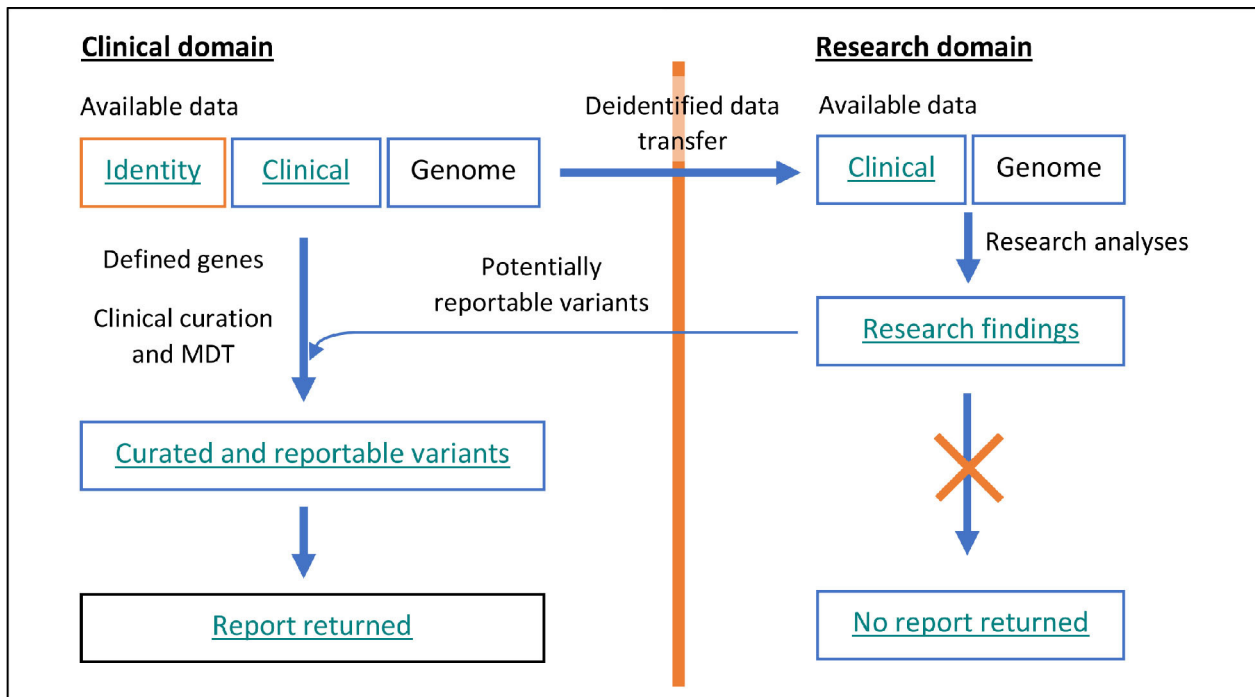 Clinical domain
Available data
Identity
Clinical
Genome
Defined genes
Clinical curation
and MDT
Curated and reportable variants
Report returned
Deidentified data
transfer
Potentially
reportable variants
Research domain
Available data
Clinical
Genome
Research analyses
Research findings
No report returned